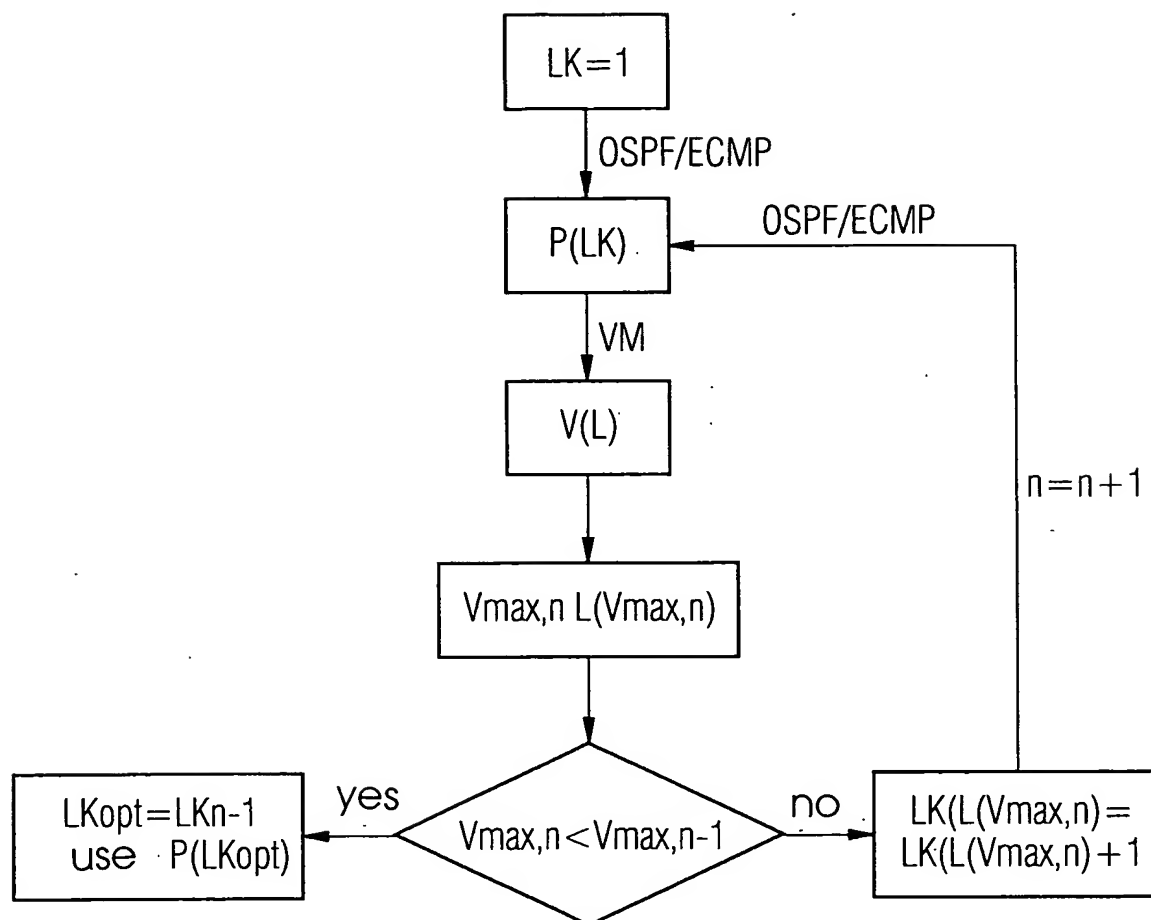 LK=1
OSPF/ECMP
P(LK)
OSPF/ECMP
VM
V(L)
n=n+1
Vmax,n L(Vmax,n)
Vmax,n<Vmax,n-1
yes
no
LKopt=LKn-1
use P(LKopt)
LK(L(Vmax,n)=
LK(L(Vmax,n)+1